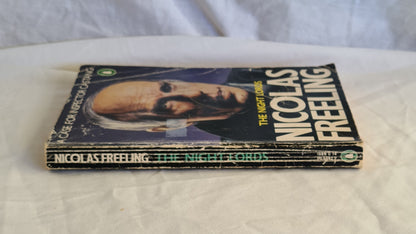 A CASE FOR INSPECTOR CASTANG
THE NIGHT LORDS
NICOLAS
FREELING
NICOLAS FREELING THE NIGHT LORDS